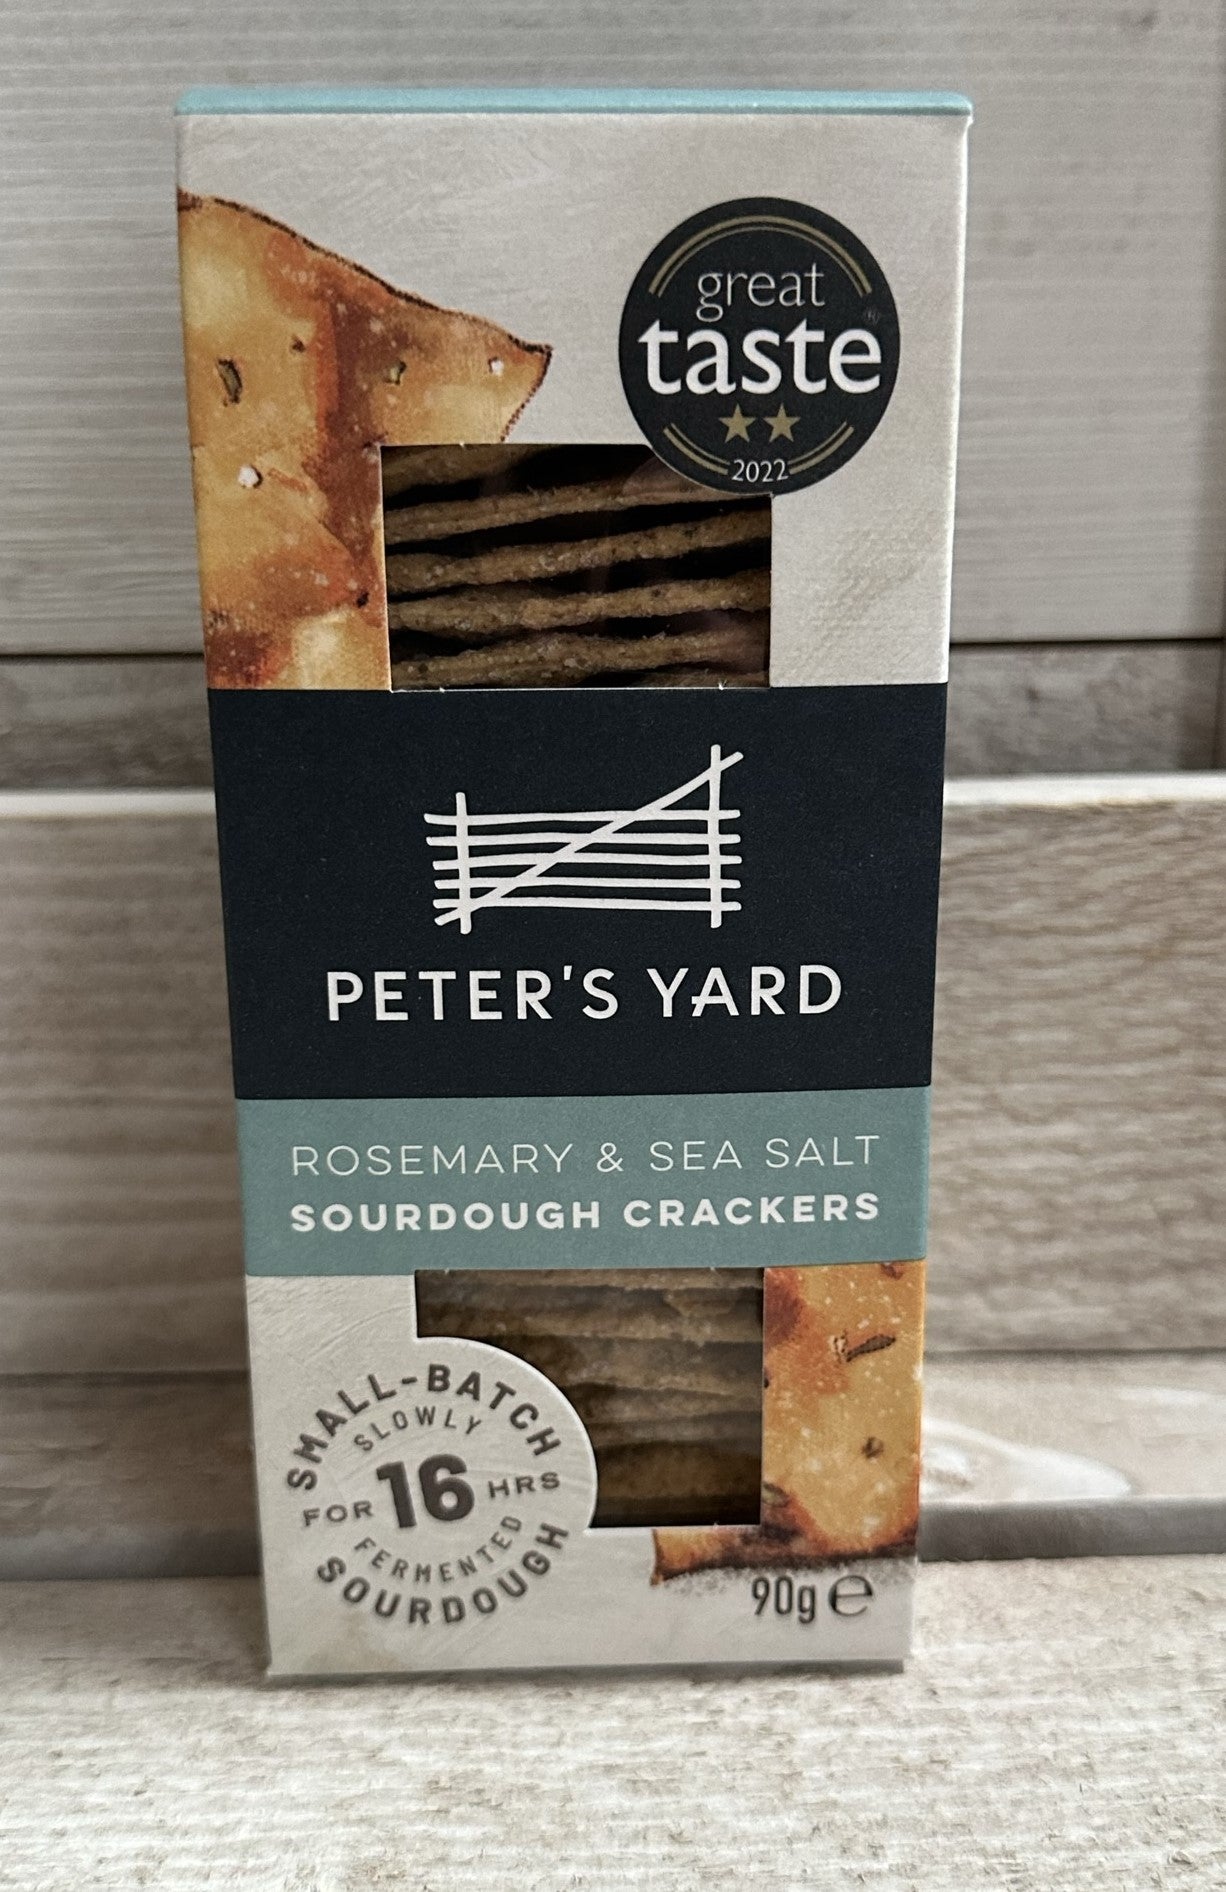 great
taste®
2022
PETER'S YARD
ROSEMARY & SEA SALT
SOURDOUGH CRACKERS
SMALL-BATCH
SLOWLY
FOR 16 HRS
FERMENTED
SOURDOUGH
90g ℮